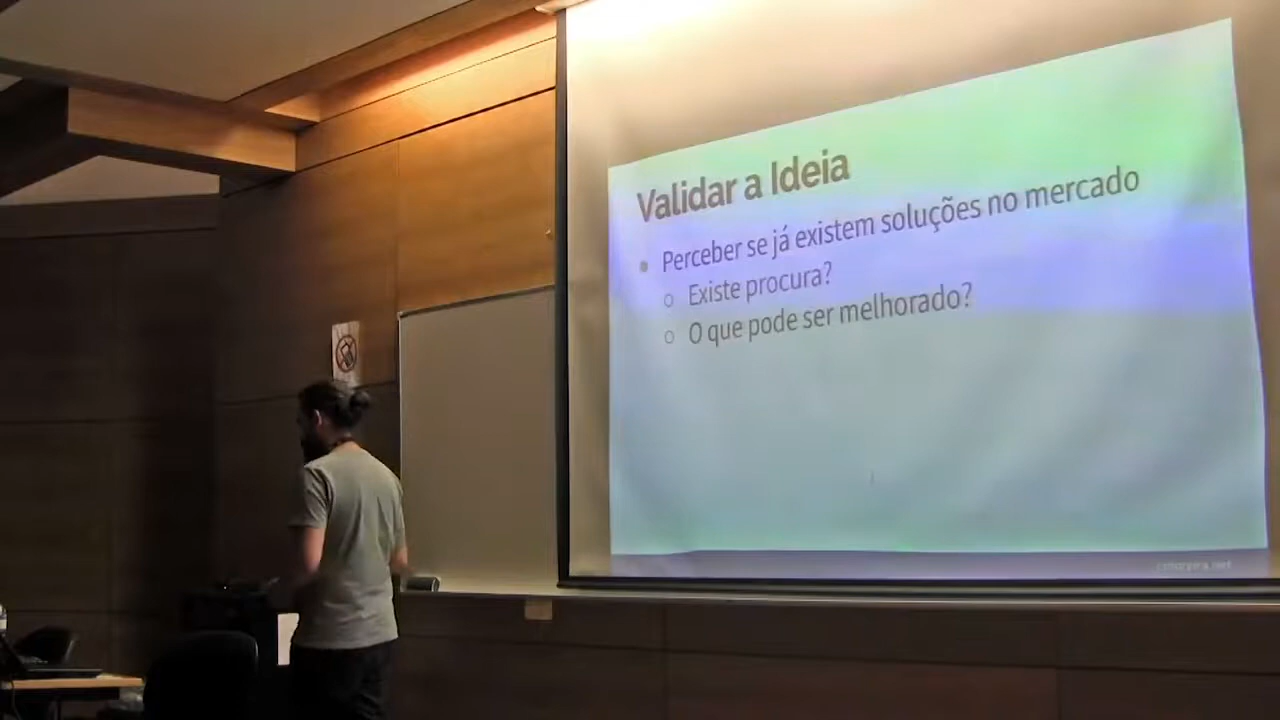 Validar a Ideia
Perceber se já existem soluções no mercado
Existe procura?
O que pode ser melhorado?